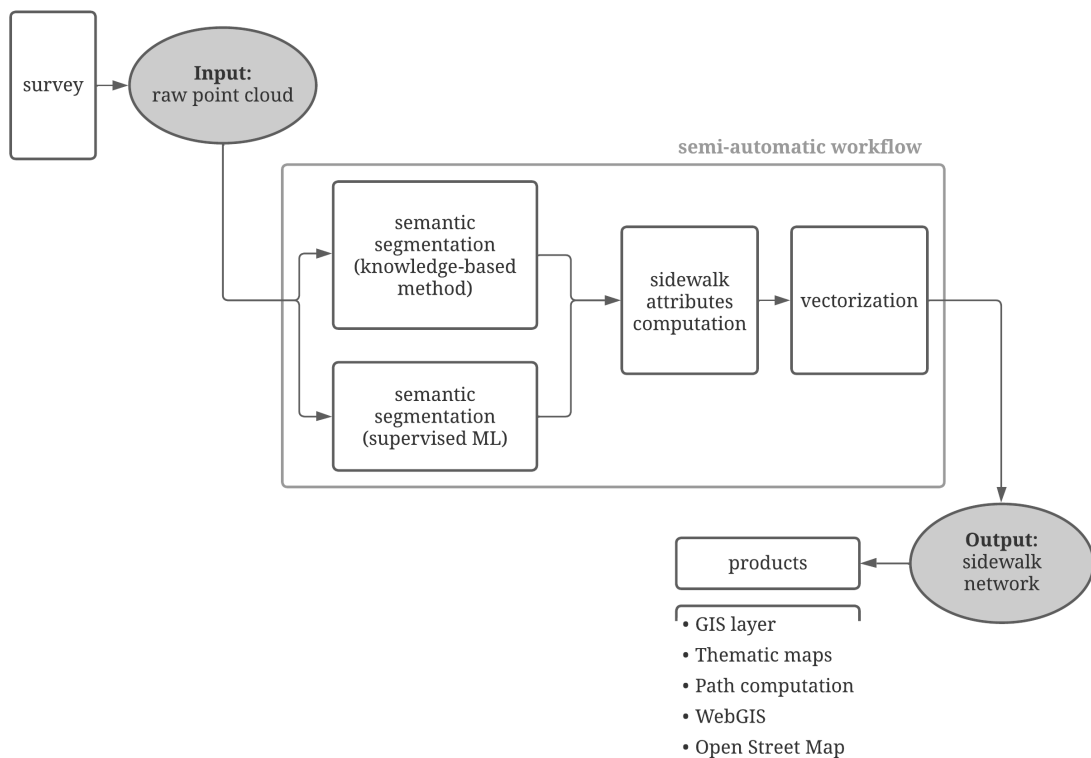 survey
Input:
raw point cloud
semi-automatic workflow
semantic
segmentation
(knowledge-based
method)
semantic
segmentation
(supervised ML)
sidewalk
attributes
computation
vectorization
Output:
sidewalk
network
products
• GIS layer
• Thematic maps
• Path computation
• WebGIS
• Open Street Map